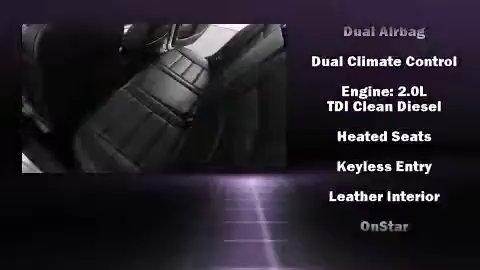 Dual Airbag
Dual Climate Control
Engine: 2.0L
TDI Clean Diesel
Heated Seats
Keyless Entry
Leather Interior
OnStar